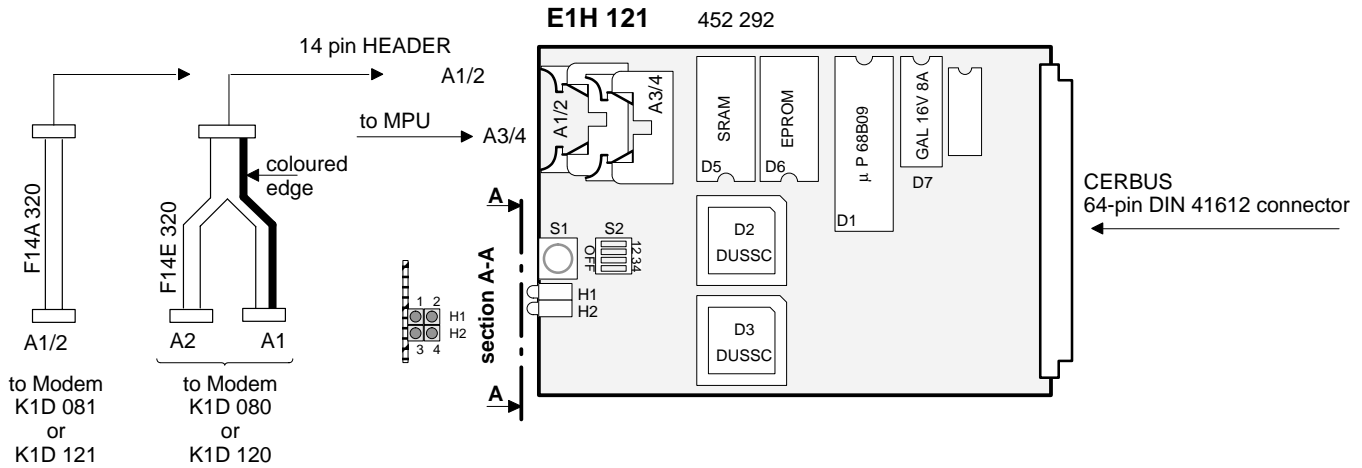 E1H 121 452 292
14 pin HEADER
A1/2
to MPU
A3/4
coloured
edge
F14A 320
F14E 320
A1/2
A2
A1
to Modem
K1D 081
or
K1D 121
to Modem
K1D 080
or
K1D 120
1 2
H1
H2
3 4
A
section A-A
A
A1/2
A3/4
SRAM
D5
EPROM
D6
μ P 68B09
D1
GAL 16V 8A
D7
S1
S2
OFF
1234
H1
H2
D2
DUSSC
D3
DUSSC
CERBUS
64-pin DIN 41612 connector